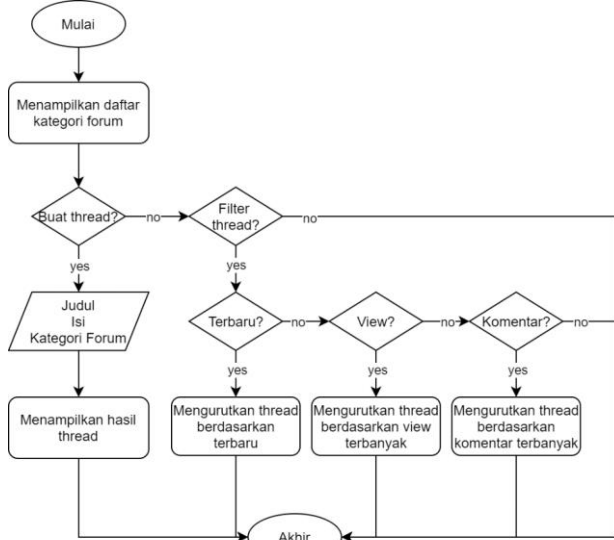 Mulai
Menampilkan daftar
kategori forum
Buat thread?
no
Filter
thread?
no
yes
yes
Judul
Isi
Kategori Forum
Terbaru?
no
View?
no
Komentar?
no
yes
yes
yes
Menampilkan hasil
thread
Mengurutkan thread
berdasarkan
terbaru
Mengurutkan thread
berdasarkan view
terbanyak
Mengurutkan thread
berdasarkan
komentar terbanyak
Akhir